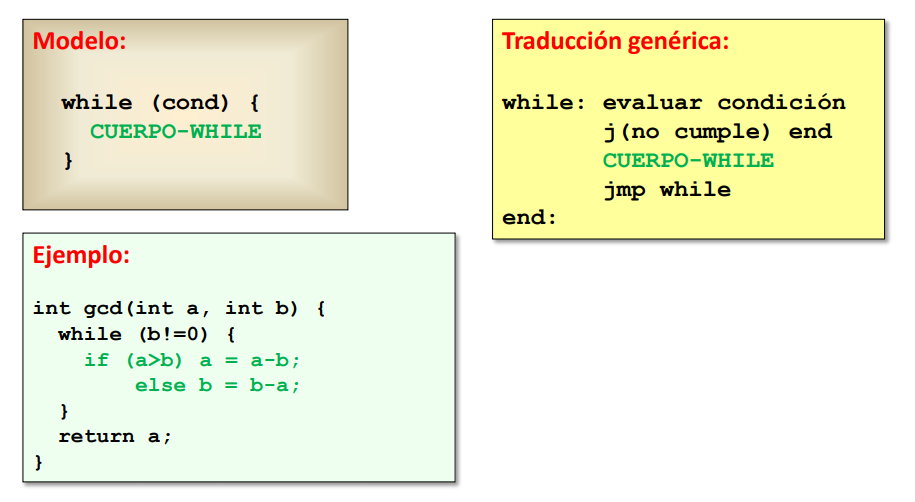 Modelo:
while (cond) {
CUERPO-WHILE
}
Traducción genérica:
while: evaluar condición
j(no cumple) end
CUERPO-WHILE
jmp while
end:
Ejemplo:
int gcd(int a, int b) {
while (b!=0) {
if (a>b) a = a-b;
else b = b-a;
}
return a;
}